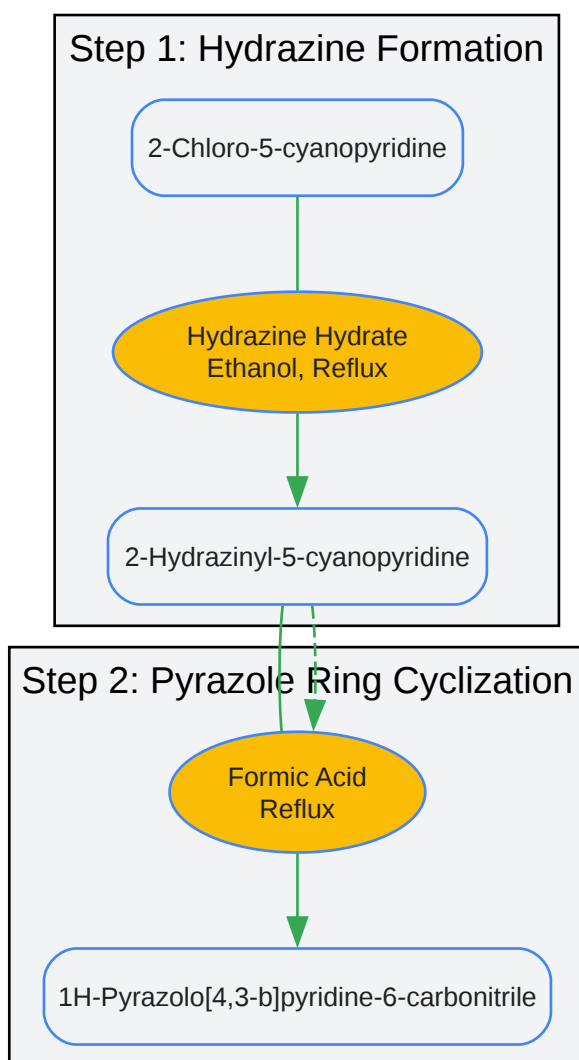 Step 1: Hydrazine Formation
2-Chloro-5-cyanopyridine
Hydrazine Hydrate
Ethanol, Reflux
2-Hydrazinyl-5-cyanopyridine
Step 2: Pyrazole Ring Cyclization
Formic Acid
Reflux
1H-Pyrazolo[4,3-b]pyridine-6-carbonitrile